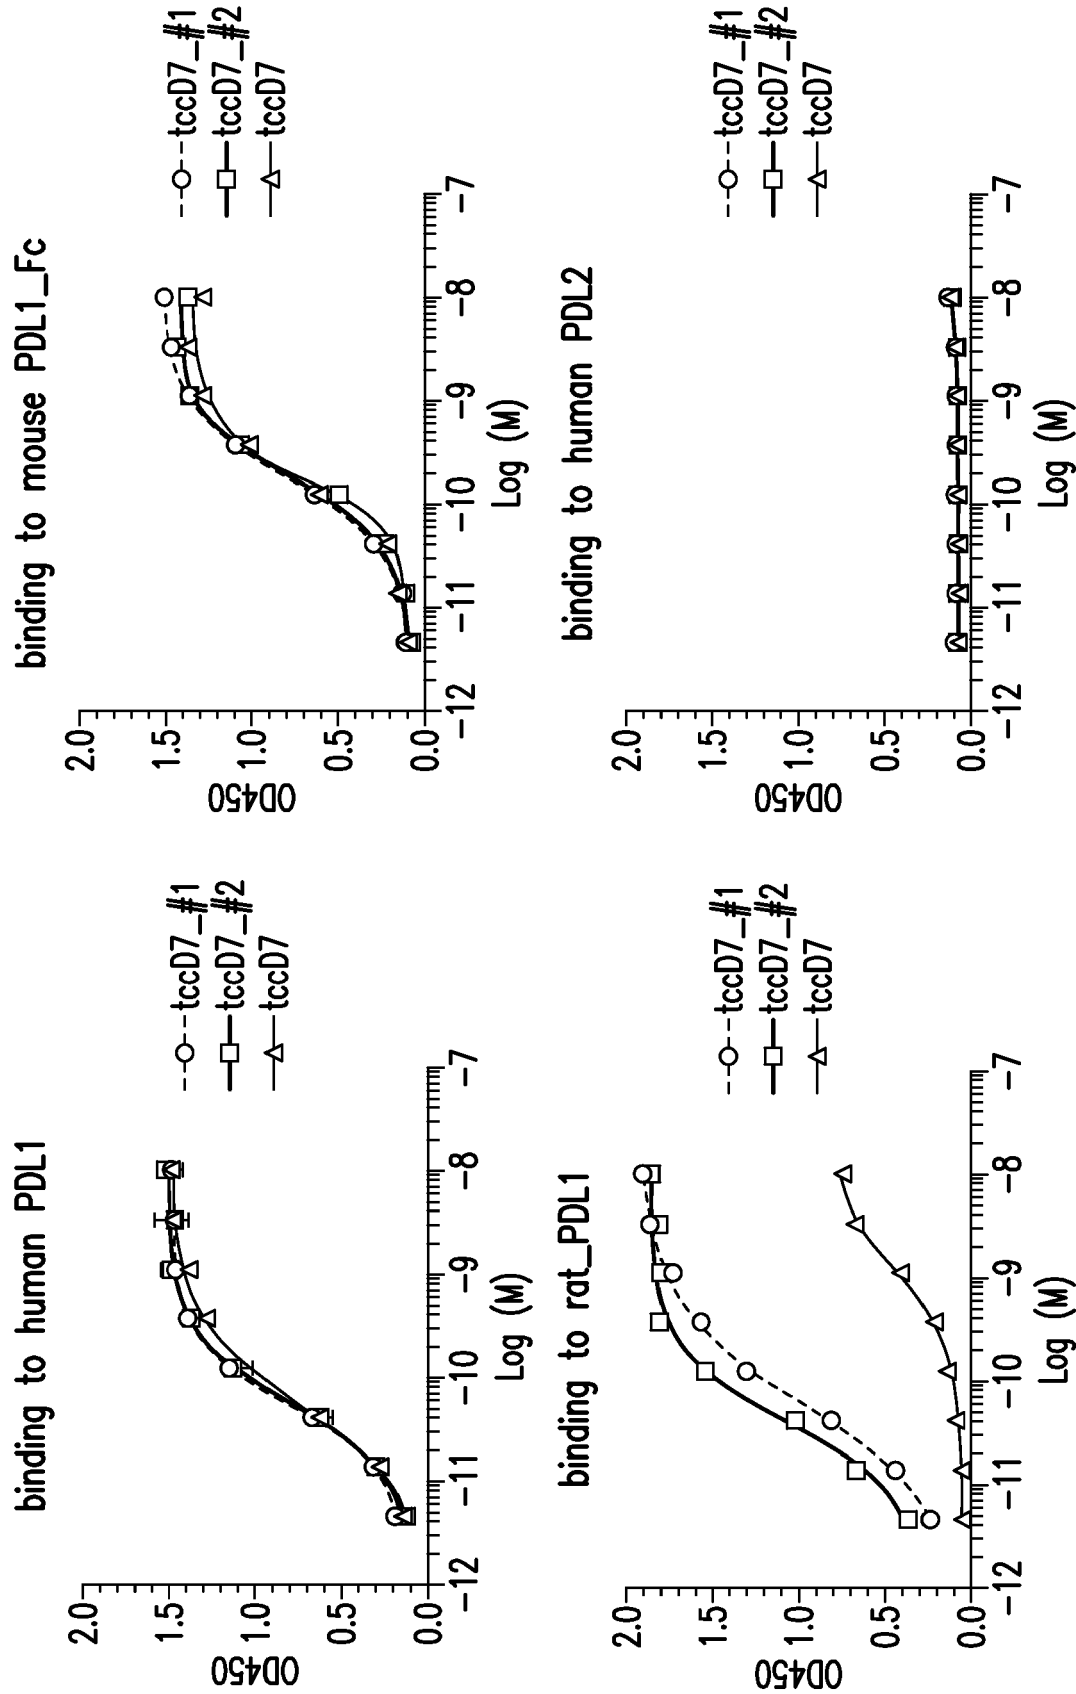 binding to human PDL1
2.0
1.5
1.0
0.5
0.0
OD450
-12
-11
-10
-9
-8
-7
Log (M)
tccD7_#1
tccD7_#2
tccD7
binding to mouse PDL1_Fc
2.0
1.5
1.0
0.5
0.0
OD450
-12
-11
-10
-9
-8
-7
Log (M)
tccD7_#1
tccD7_#2
tccD7
binding to rat_PDL1
2.0
1.5
1.0
0.5
0.0
OD450
-12
-11
-10
-9
-8
-7
Log (M)
tccD7_#1
tccD7_#2
tccD7
binding to human PDL2
2.0
1.5
1.0
0.5
0.0
OD450
-12
-11
-10
-9
-8
-7
Log (M)
tccD7_#1
tccD7_#2
tccD7